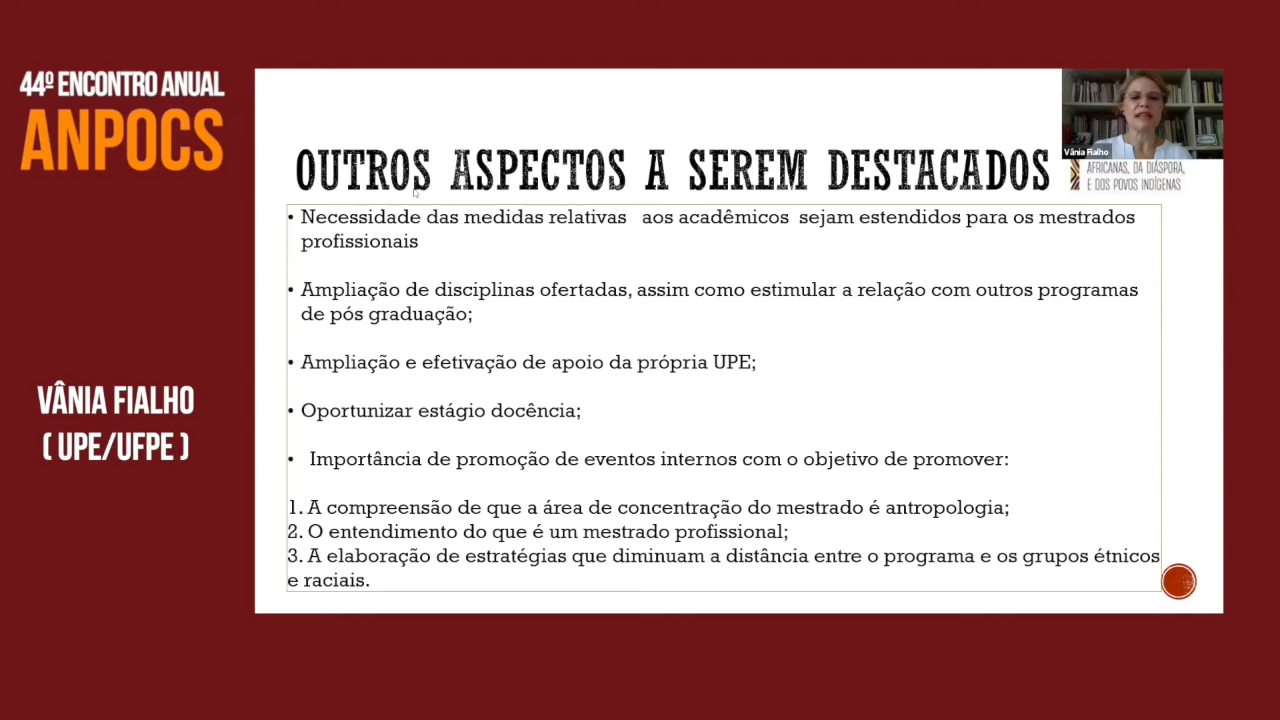 44º ENCONTRO ANUAL
ANPOCS
VÂNIA FIALHO
( UPE/UFPE )
Vânia Fialho
AFRICANAS, DA DIÁSPORA,
E DOS POVOS INDÍGENAS
OUTROS ASPECTOS A SEREM DESTACADOS
• Necessidade das medidas relativas aos acadêmicos sejam estendidos para os mestrados
profissionais
• Ampliação de disciplinas ofertadas, assim como estimular a relação com outros programas
de pós graduação;
• Ampliação e efetivação de apoio da própria UPE;
• Oportunizar estágio docência;
• Importância de promoção de eventos internos com o objetivo de promover:
1. A compreensão de que a área de concentração do mestrado é antropologia;
2. O entendimento do que é um mestrado profissional;
3. A elaboração de estratégias que diminuam a distância entre o programa e os grupos étnicos
e raciais.